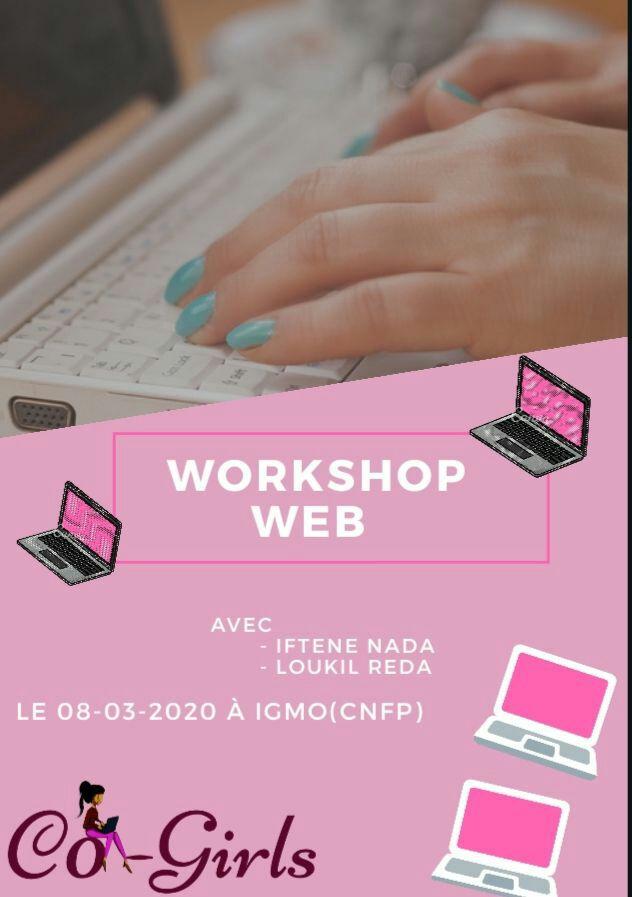 WORKSHOP
WEB
AVEC
- IFTENE NADA
- LOUKIL REDA
LE 08-03-2020 À IGMO(CNFP)
Co-Girls